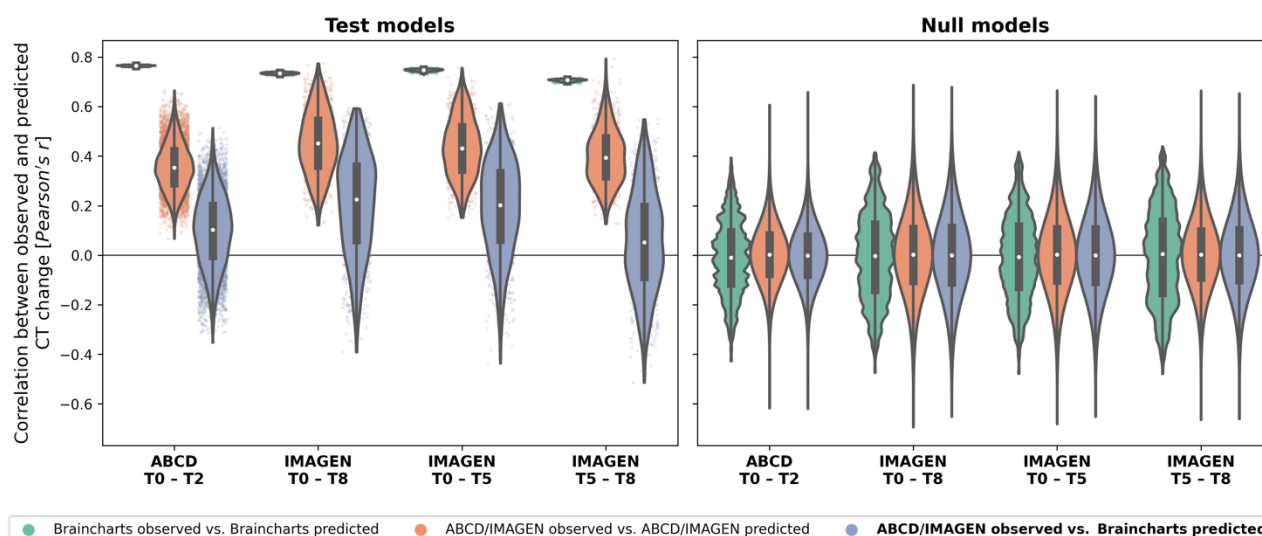 Test models
Null models
Correlation between observed and predicted
CT change [Pearson's r]
0.8
0.6
0.4
0.2
0.0
−0.2
−0.4
−0.6
ABCD
T0 – T2
IMAGEN
T0 – T8
IMAGEN
T0 – T5
IMAGEN
T5 – T8
ABCD
T0 – T2
IMAGEN
T0 – T8
IMAGEN
T0 – T5
IMAGEN
T5 – T8
Braincharts observed vs. Braincharts predicted
ABCD/IMAGEN observed vs. ABCD/IMAGEN predicted
ABCD/IMAGEN observed vs. Braincharts predicted